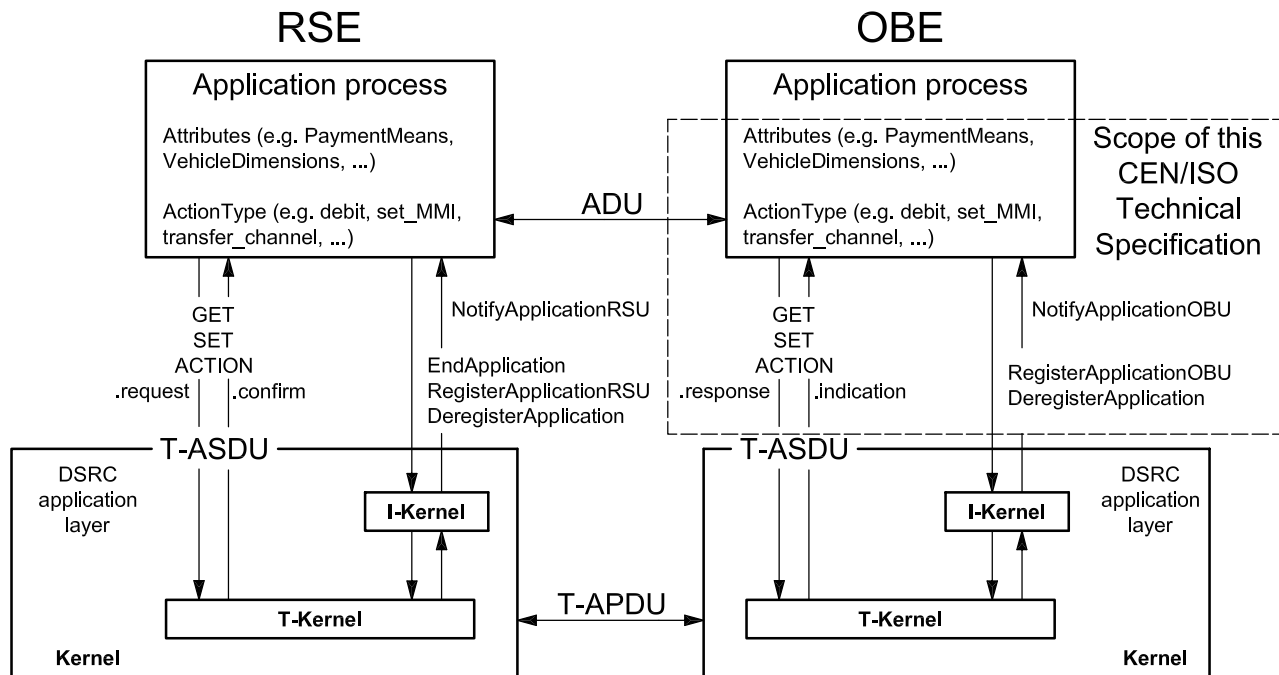 RSE
Application process
Attributes (e.g. PaymentMeans,
VehicleDimensions, ...)
ActionType (e.g. debit, set_MMI,
transfer_channel, ...)
ADU
OBE
Application process
Attributes (e.g. PaymentMeans,
VehicleDimensions, ...)
ActionType (e.g. debit, set_MMI,
transfer_channel, ...)
Scope of this
CEN/ISO
Technical
Specification
GET
SET
ACTION
.request
.confirm
NotifyApplicationRSU
EndApplication
RegisterApplicationRSU
DeregisterApplication
GET
SET
ACTION
.response
.indication
NotifyApplicationOBU
RegisterApplicationOBU
DeregisterApplication
T-ASDU
DSRC
application
layer
I-Kernel
T-Kernel
Kernel
T-APDU
T-ASDU
DSRC
application
layer
I-Kernel
T-Kernel
Kernel